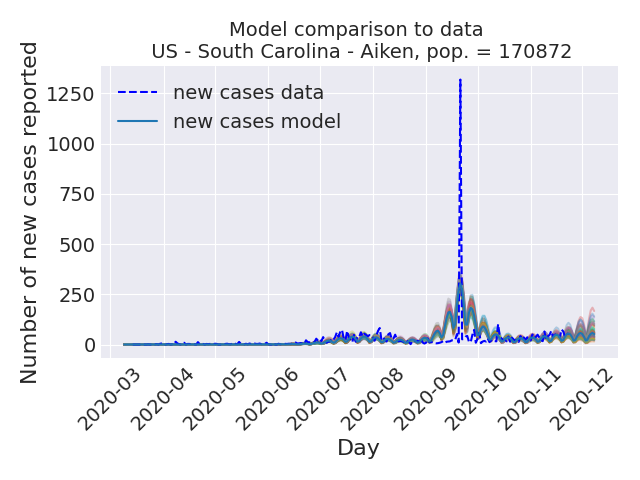 Model comparison to data
US - South Carolina - Aiken, pop. = 170872
new cases data
new cases model
Number of new cases reported
1250
1000
750
500
250
0
2020-03
2020-04
2020-05
2020-06
2020-07
2020-08
2020-09
2020-10
2020-11
2020-12
Day